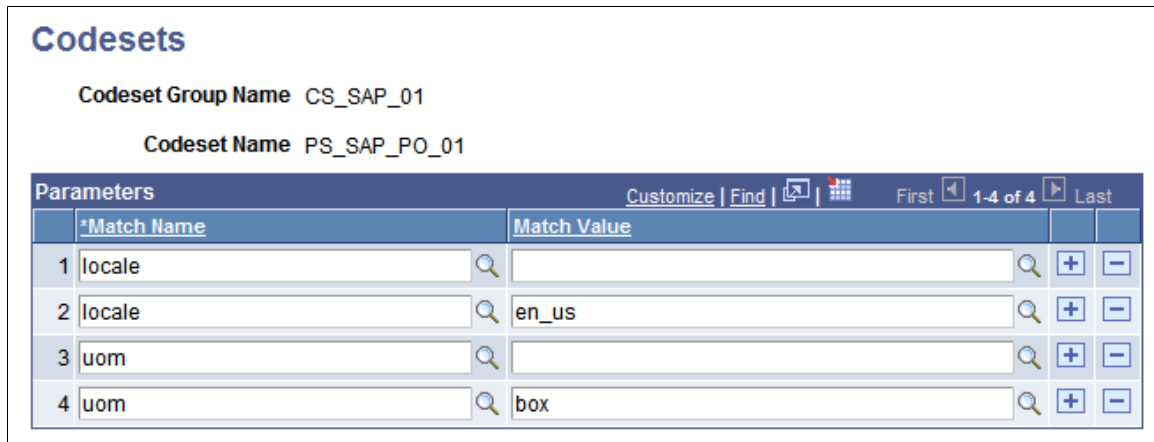 Codesets
Codeset Group Name CS_SAP_01
Codeset Name PS_SAP_PO_01
Parameters Customize | Find | | First 1-4 of 4 Last
*Match Name Match Value
1 locale
2 locale en_us
3 uom
4 uom box